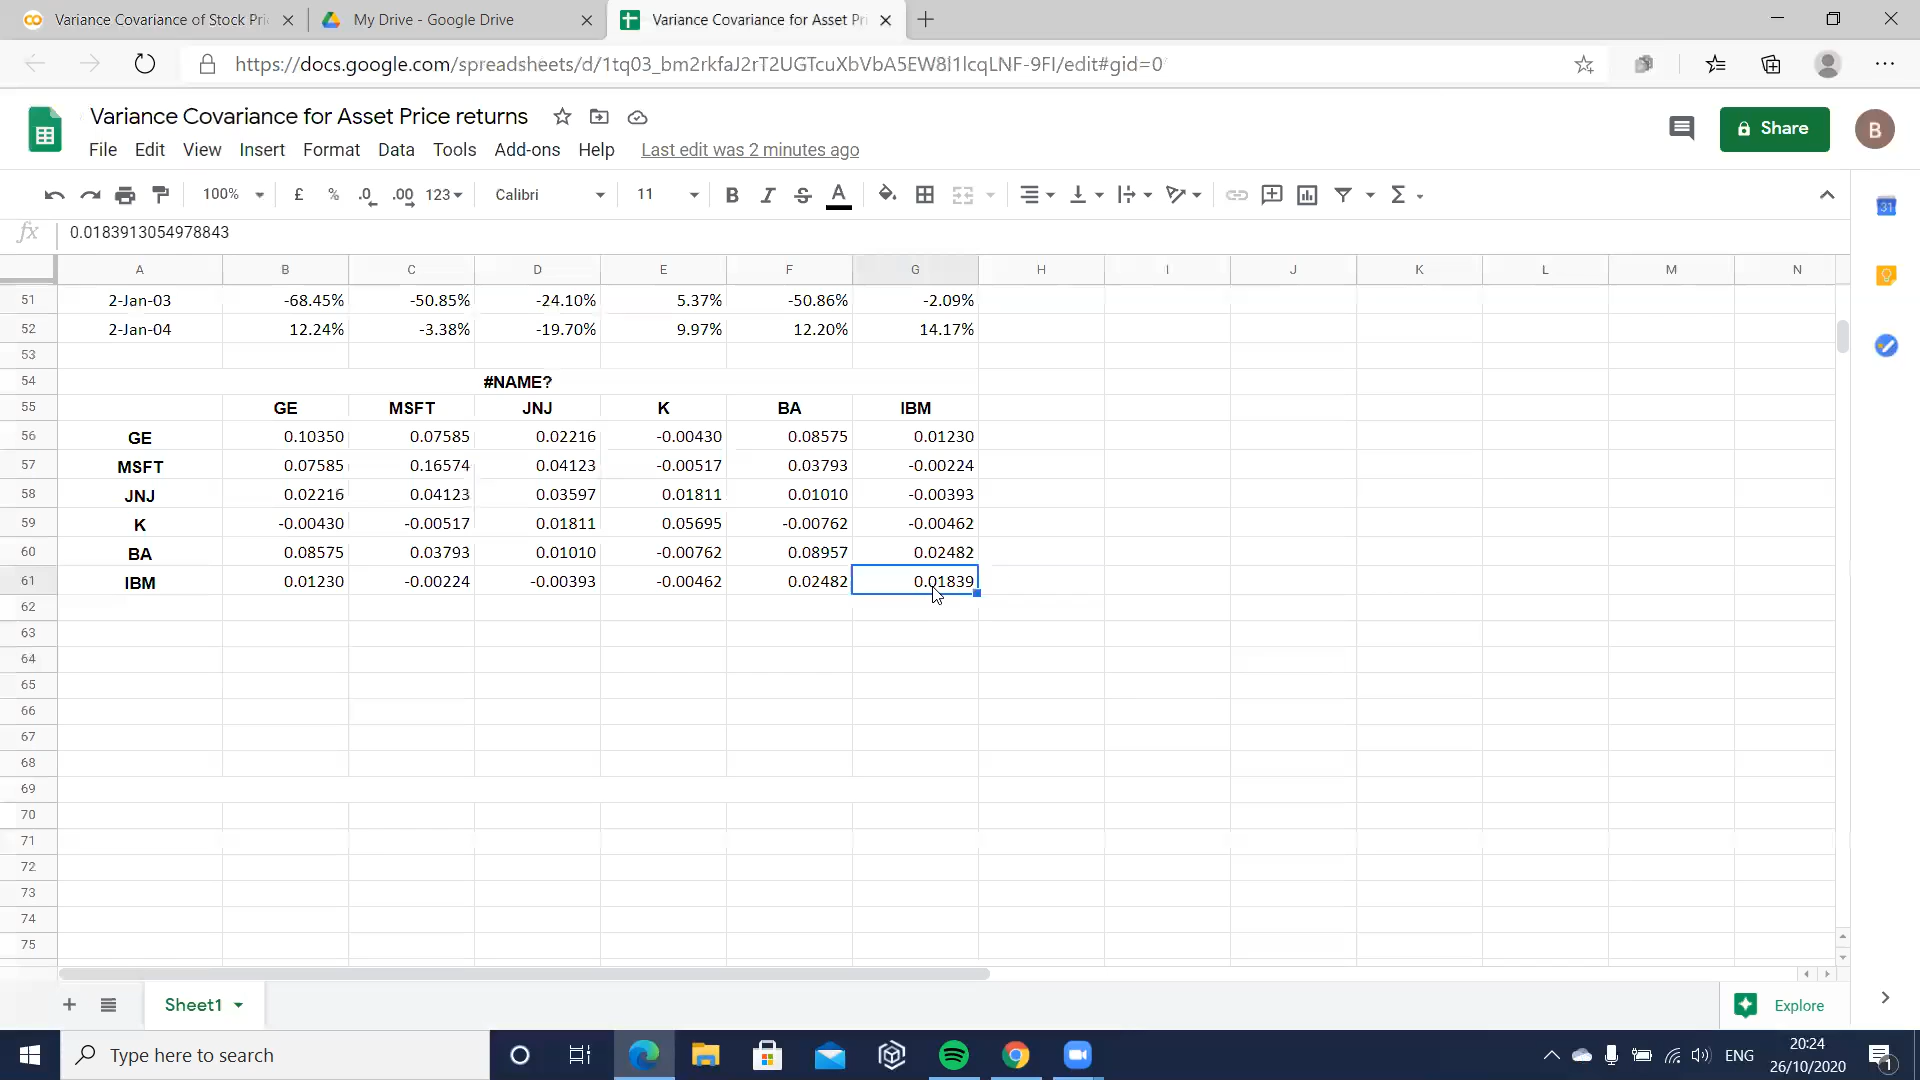 Variance Covariance of Stock Pri
My Drive - Google Drive
Variance Covariance for Asset Pri
https://docs.google.com/spreadsheets/d/1tq03_bm2rkfaJ2rT2UGTcuXbVbA5EW8l1lcqLNF-9FI/edit#gid=0
Variance Covariance for Asset Price returns
Share
B
File Edit View Insert Format Data Tools Add-ons Help Last edit was 2 minutes ago
100% £ % .0 .00 123 Calibri 11 B I S A Σ
31
fx 0.0183913054978843
A B C D E F G H I J K L M N
51 2-Jan-03 -68.45% -50.85% -24.10% 5.37% -50.86% -2.09%
52 2-Jan-04 12.24% -3.38% -19.70% 9.97% 12.20% 14.17%
53
54 #NAME?
55 GE MSFT JNJ K BA IBM
56 GE 0.10350 0.07585 0.02216 -0.00430 0.08575 0.01230
57 MSFT 0.07585 0.16574 0.04123 -0.00517 0.03793 -0.00224
58 JNJ 0.02216 0.04123 0.03597 0.01811 0.01010 -0.00393
59 K -0.00430 -0.00517 0.01811 0.05695 -0.00762 -0.00462
60 BA 0.08575 0.03793 0.01010 -0.00762 0.08957 0.02482
61 IBM 0.01230 -0.00224 -0.00393 -0.00462 0.02482 0.01839
62
63
64
65
66
67
68
69
70
71
72
73
74
75
Sheet1
Explore
Type here to search
ENG
20:24
26/10/2020
1